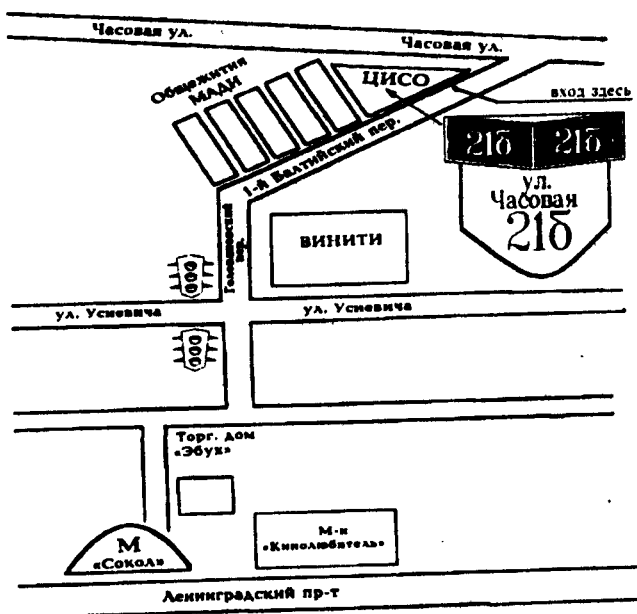 Часовая ул.
Часовая ул.
Общежития
МАДИ
ЦИСО
вход здесь
21б 21б
ул.
Часовая
21б
1-й Балтийский пер.
Головановский
пер.
ВИНИТИ
ул. Усиевича
ул. Усиевича
Торг. дом
«Эбук»
М
«Сокол»
М-н
«Кинолюбитель»
Ленинградский пр-т